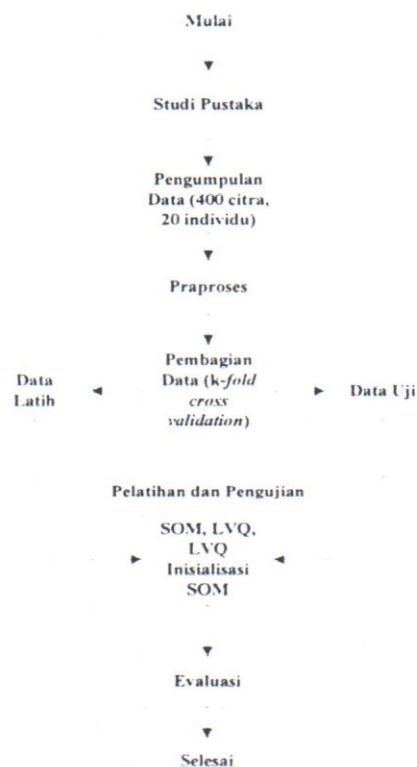 Mulai
Studi Pustaka
Pengumpulan
Data (400 citra,
20 individu)
Praproses
Pembagian
Data (k-fold
cross
validation)
Data
Latih
Data Uji
Pelatihan dan Pengujian
SOM, LVQ,
LVQ
Inisialisasi
SOM
Evaluasi
Selesai